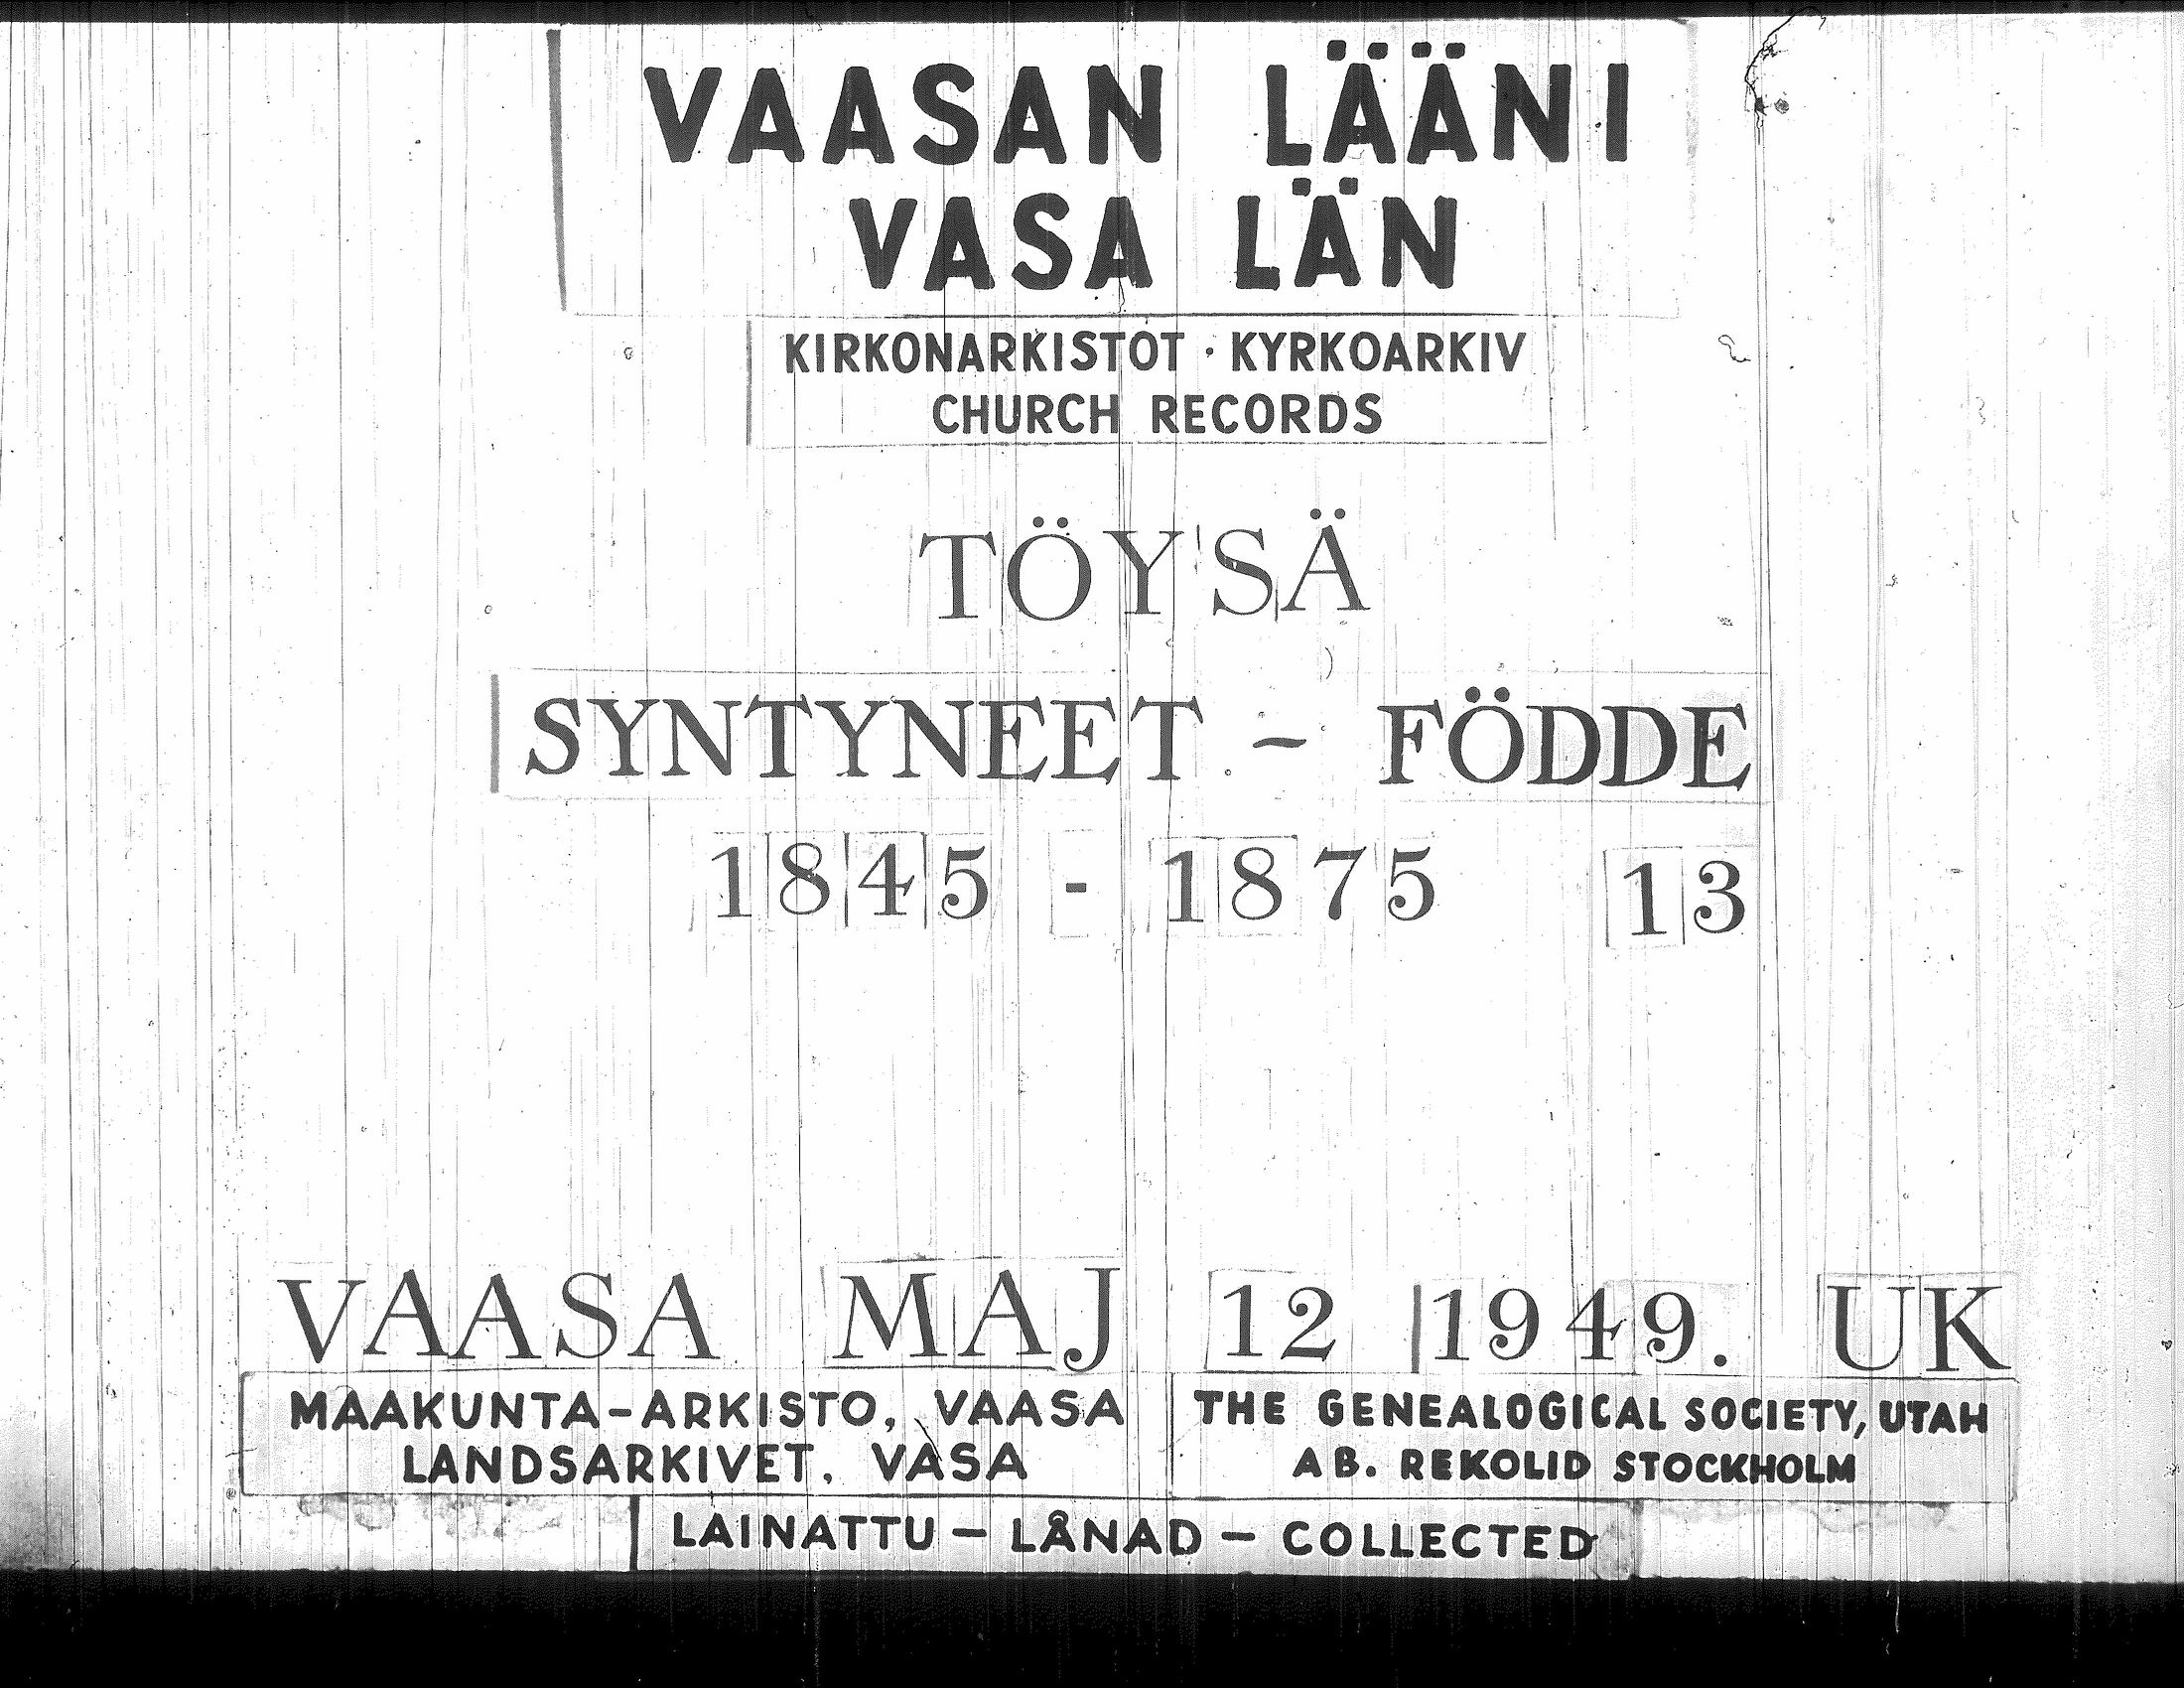 VAASAN LÄÄNI
VASA LÄN
KIRKONARKISTOT · KYRKOARKIV
CHURCH RECORDS
TÖYSÄ
SYNTYNEET - FÖDDE
1845 - 1875 13
VAASA MAJ 12 1949. UK
MAAKUNTA-ARKISTO, VAASA
LANDSARKIVET, VASA
THE GENEALOGICAL SOCIETY, UTAH
AB. REKOLID STOCKHOLM
LAINATTU - LÅNAD - COLLECTED